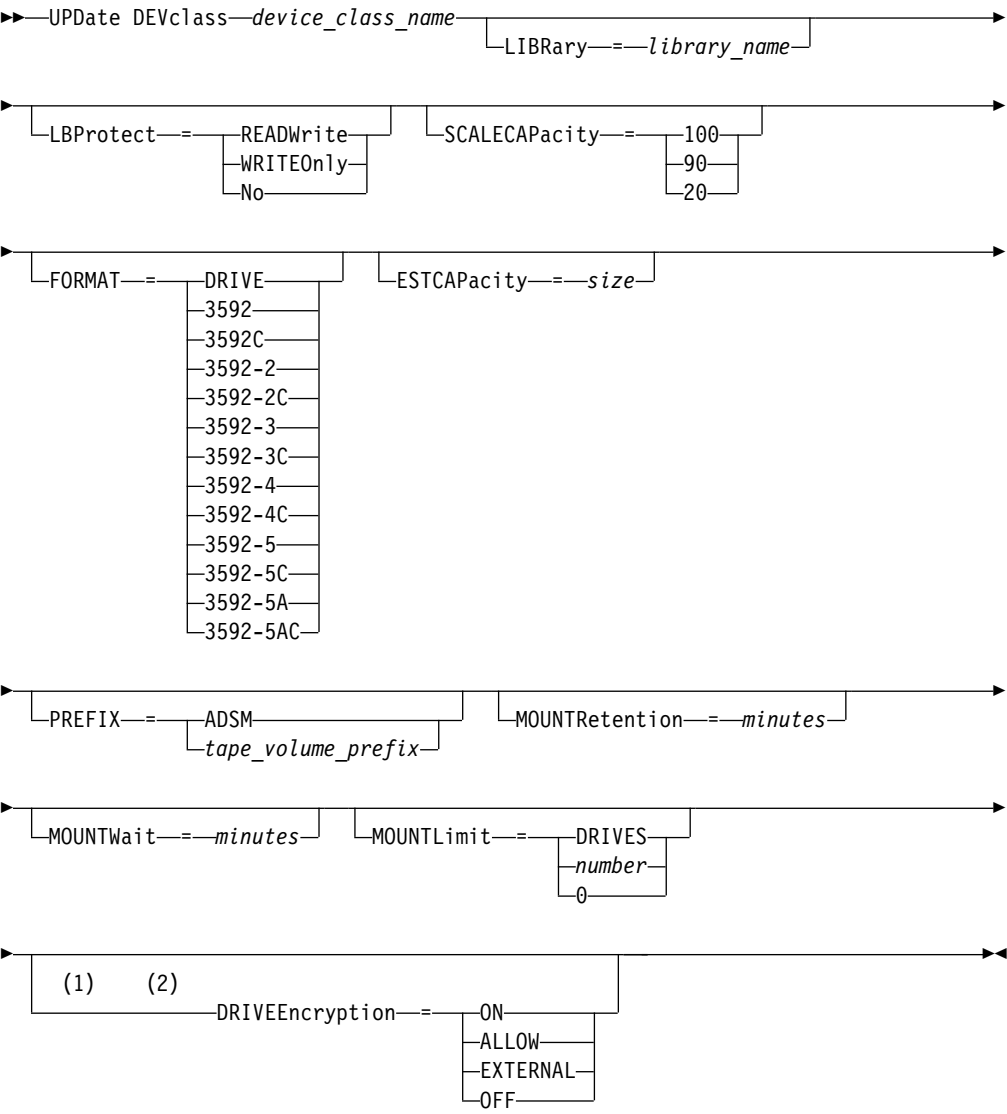 UPDate DEVclass device_class_name
LIBRary = library_name
LBProtect = READWrite
WRITEOnly
No
SCALECAPacity = 100
90
20
FORMAT = DRIVE
3592
3592C
3592-2
3592-2C
3592-3
3592-3C
3592-4
3592-4C
3592-5
3592-5C
3592-5A
3592-5AC
ESTCAPacity = size
PREFIX = ADSM
tape_volume_prefix
MOUNTRetention = minutes
MOUNTWait = minutes
MOUNTLimit = DRIVES
number
0
(1) (2)
DRIVEEncryption = ON
ALLOW
EXTERNAL
OFF